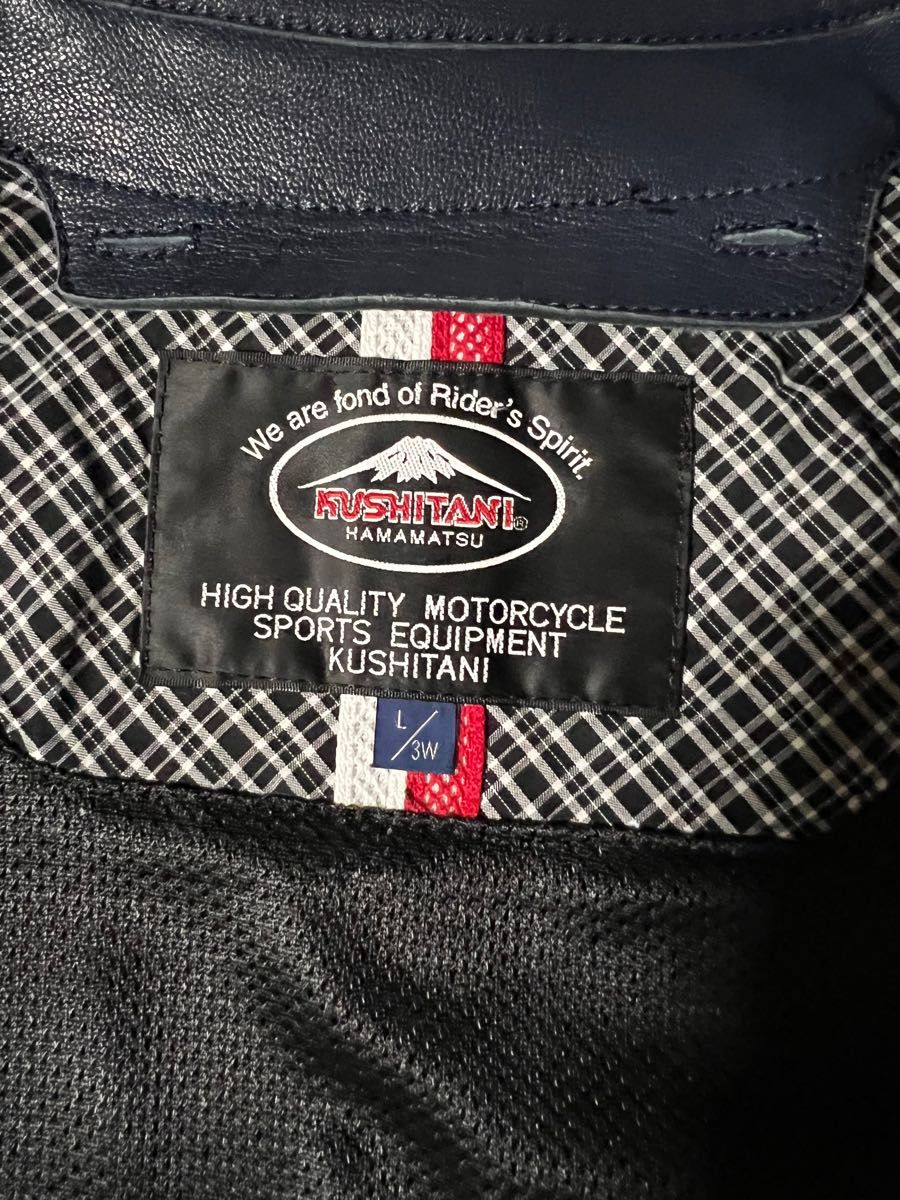 We are fond of Rider's Spirit.
KUSHITANI®
HAMAMATSU
HIGH QUALITY MOTORCYCLE
SPORTS EQUIPMENT
KUSHITANI
L/3W